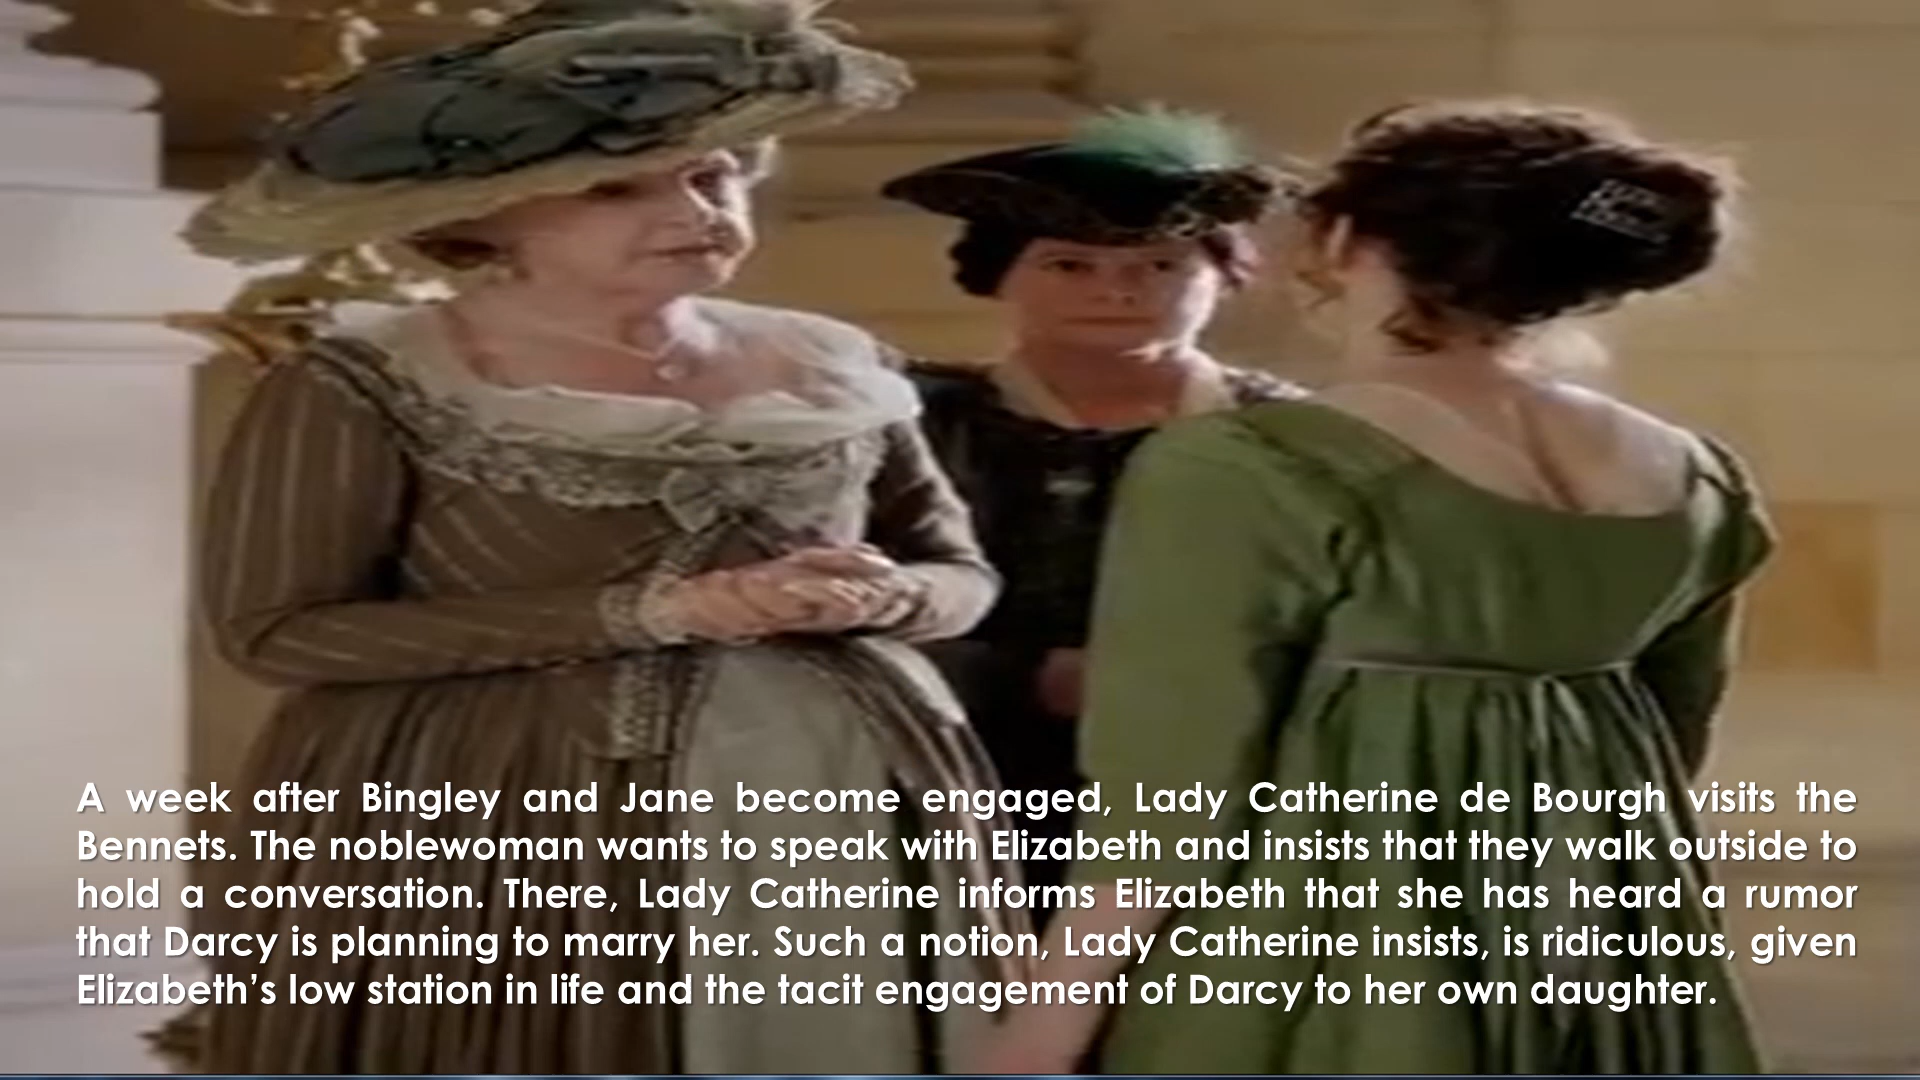 A week after Bingley and Jane become engaged, Lady Catherine de Bourgh visits the
Bennets. The noblewoman wants to speak with Elizabeth and insists that they walk outside to
hold a conversation. There, Lady Catherine informs Elizabeth that she has heard a rumor
that Darcy is planning to marry her. Such a notion, Lady Catherine insists, is ridiculous, given
Elizabeth’s low station in life and the tacit engagement of Darcy to her own daughter.